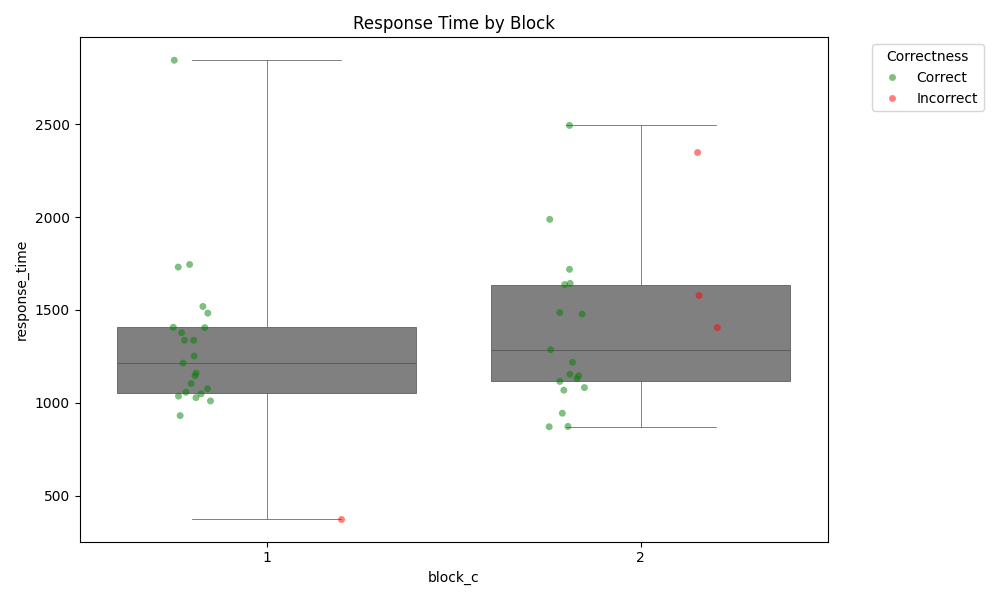 Response Time by Block
Correctness
Correct
Incorrect
response_time
2500
2000
1500
1000
500
1
2
block_c